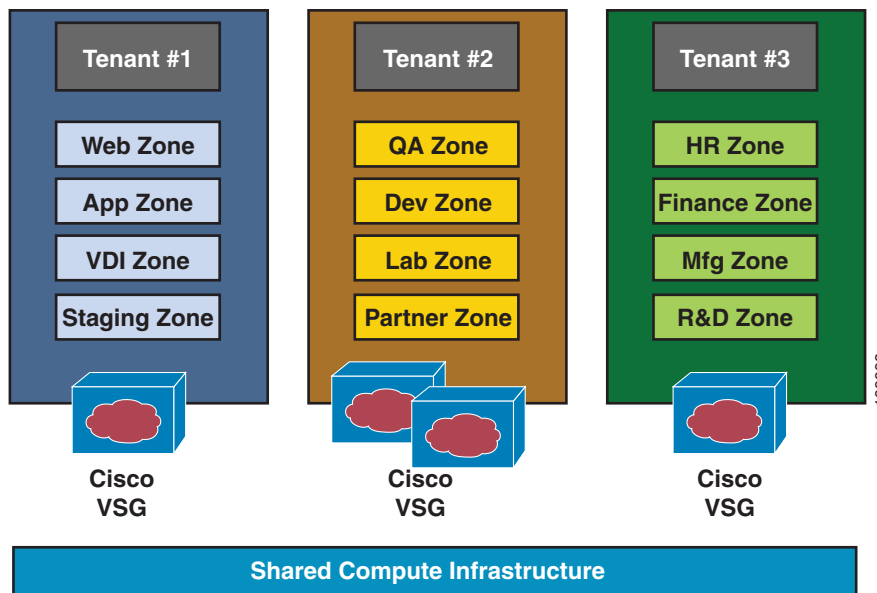 Tenant #1
Web Zone
App Zone
VDI Zone
Staging Zone
Cisco
VSG
Tenant #2
QA Zone
Dev Zone
Lab Zone
Partner Zone
Cisco
VSG
Tenant #3
HR Zone
Finance Zone
Mfg Zone
R&D Zone
Cisco
VSG
Shared Compute Infrastructure